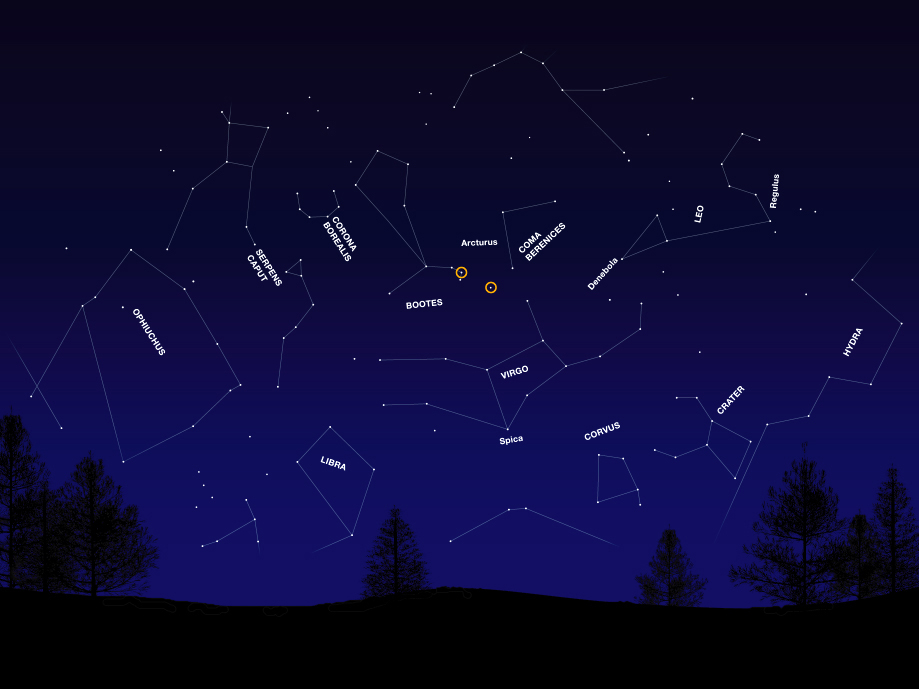 Regulus
LEO
CORONA
BOREALIS
Arcturus
COMA
BERENICES
SERPENS
CAPUT
Denebola
BOOTES
OPHIUCHUS
HYDRA
VIRGO
CRATER
Spica
CORVUS
LIBRA